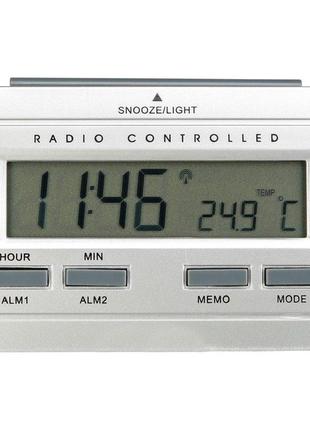 SNOOZE/LIGHT
RADIO CONTROLLED
11:46
TEMP
24.9 °C
HOUR MIN
ALM1 ALM2 MEMO MODE